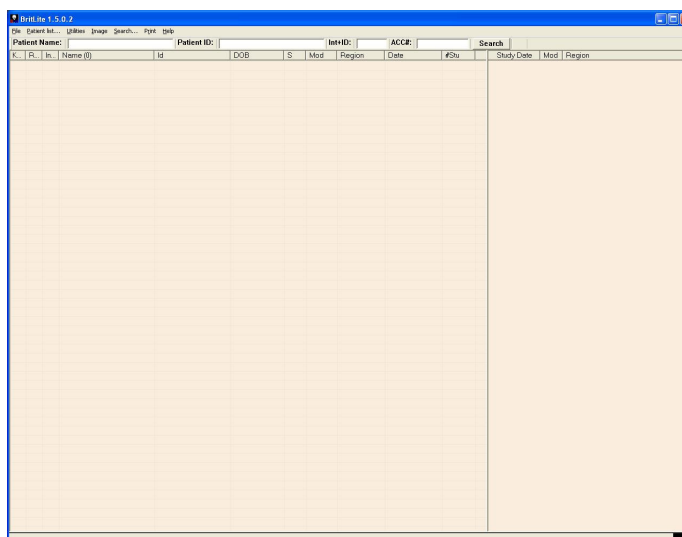 BritLite 1.5.0.2
File Patient list... Utilities Image Search... Print Help
Patient Name: Patient ID: Int+ID: ACC#: Search
K... R... In... Name (0) Id DOB S Mod Region Date #Stu Study Date Mod Region